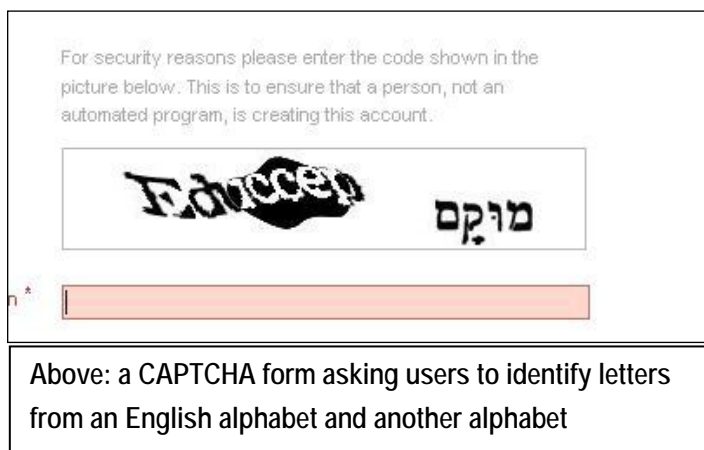 For security reasons please enter the code shown in the
picture below. This is to ensure that a person, not an
automated program, is creating this account.
Educcep מוּקָם
n *
Above: a CAPTCHA form asking users to identify letters
from an English alphabet and another alphabet